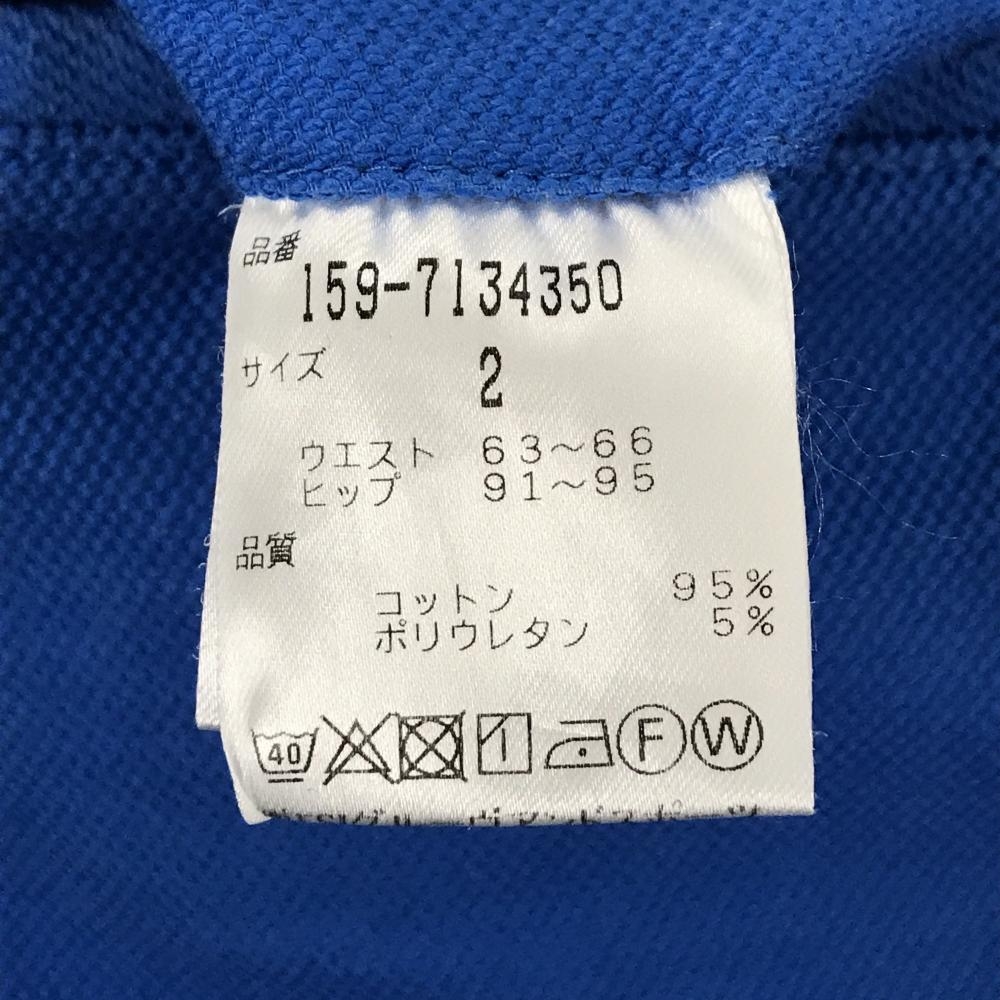 品番
159-7134350
サイズ 2
ウエスト 63〜66
ヒップ 91〜95
品質
コットン 95%
ポリウレタン 5%
40 1 F W